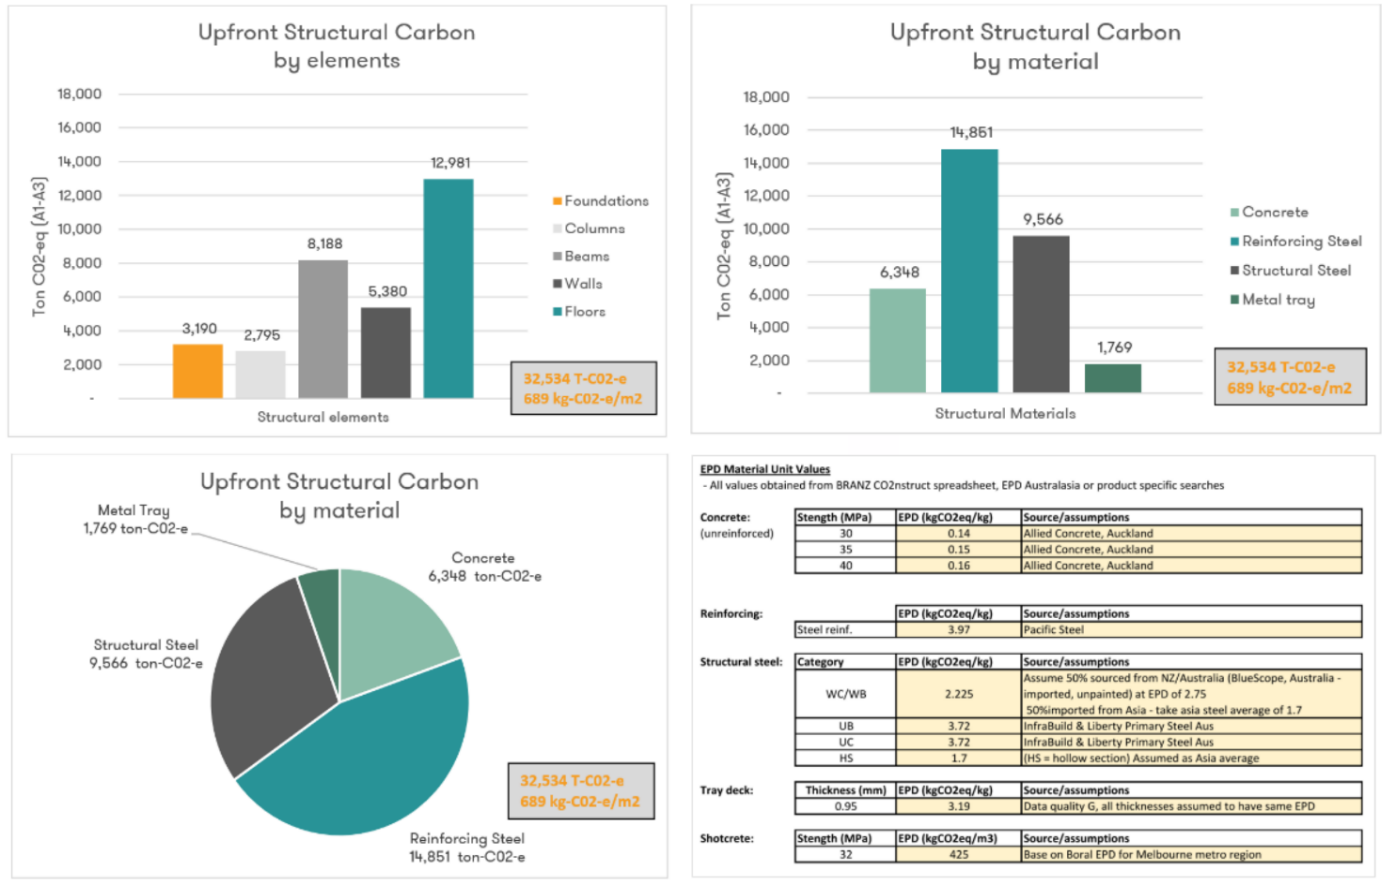 Upfront Structural Carbon
by elements
18,000
16,000
14,000
12,000
10,000
8,000
6,000
4,000
2,000
-
Ton CO2-eq (A1-A3)
3,190
2,795
8,188
5,380
12,981
Structural elements
Foundations
Columns
Beams
Walls
Floors
32,534 T-C02-e
689 kg-C02-e/m2
Upfront Structural Carbon
by material
18,000
16,000
14,000
12,000
10,000
8,000
6,000
4,000
2,000
-
Ton CO2-eq (A1-A3)
6,348
14,851
9,566
1,769
Structural Materials
Concrete
Reinforcing Steel
Structural Steel
Metal tray
32,534 T-C02-e
689 kg-C02-e/m2
Upfront Structural Carbon
by material
Metal Tray
1,769 ton-C02-e
Concrete
6,348 ton-C02-e
Structural Steel
9,566 ton-C02-e
Reinforcing Steel
14,851 ton-C02-e
32,534 T-C02-e
689 kg-C02-e/m2
EPD Material Unit Values
- All values obtained from BRANZ CO2nstruct spreadsheet, EPD Australasia or product specific searches
Concrete: Stength (MPa) EPD (kgCO2eq/kg) Source/assumptions
(unreinforced) 30 0.14 Allied Concrete, Auckland
35 0.15 Allied Concrete, Auckland
40 0.16 Allied Concrete, Auckland
Reinforcing: EPD (kgCO2eq/kg) Source/assumptions
Steel reinf. 3.97 Pacific Steel
Structural steel: Category EPD (kgCO2eq/kg) Source/assumptions
Assume 50% sourced from NZ/Australia (BlueScope, Australia -
WC/WB 2.225 imported, unpainted) at EPD of 2.75
50%imported from Asia - take asia steel average of 1.7
UB 3.72 InfraBuild & Liberty Primary Steel Aus
UC 3.72 InfraBuild & Liberty Primary Steel Aus
HS 1.7 (HS = hollow section) Assumed as Asia average
Tray deck: Thickness (mm) EPD (kgCO2eq/kg) Source/assumptions
0.95 3.19 Data quality G, all thicknesses assumed to have same EPD
Shotcrete: Stength (MPa) EPD (kgCO2eq/m3) Source/assumptions
32 425 Base on Boral EPD for Melbourne metro region